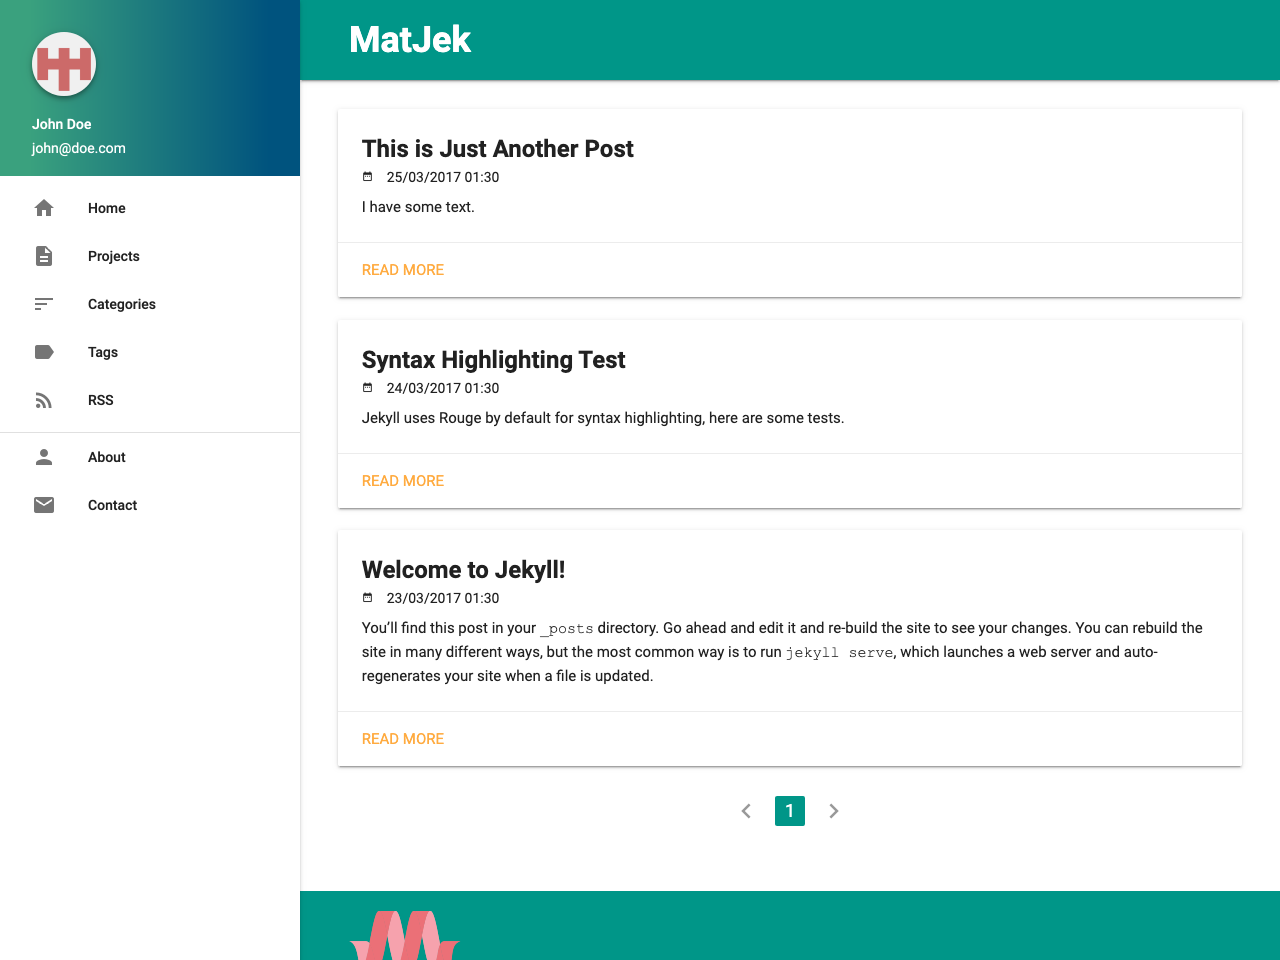 John Doe
john@doe.com
Home
Projects
Categories
Tags
RSS
About
Contact
MatJek
This is Just Another Post
25/03/2017 01:30
I have some text.
READ MORE
Syntax Highlighting Test
24/03/2017 01:30
Jekyll uses Rouge by default for syntax highlighting, here are some tests.
READ MORE
Welcome to Jekyll!
23/03/2017 01:30
You’ll find this post in your _posts directory. Go ahead and edit it and re-build the site to see your changes. You can rebuild the
site in many different ways, but the most common way is to run jekyll serve, which launches a web server and auto-
regenerates your site when a file is updated.
READ MORE
1